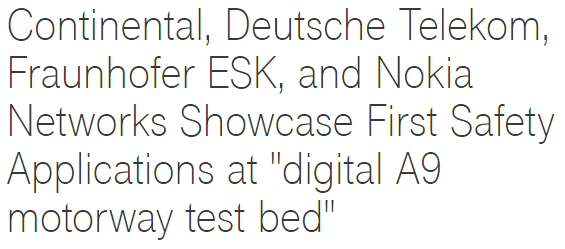 Continental, Deutsche Telekom,
Fraunhofer ESK, and Nokia
Networks Showcase First Safety
Applications at "digital A9
motorway test bed"